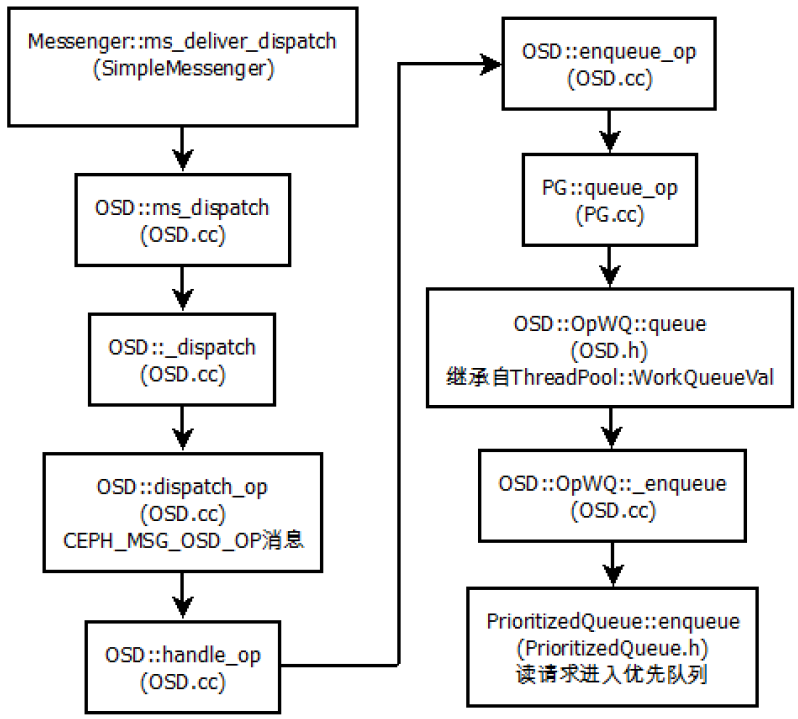 Messenger::ms_deliver_dispatch
(SimpleMessenger)
OSD::ms_dispatch
(OSD.cc)
OSD::_dispatch
(OSD.cc)
OSD::dispatch_op
(OSD.cc)
CEPH_MSG_OSD_OP消息
OSD::handle_op
(OSD.cc)
OSD::enqueue_op
(OSD.cc)
PG::queue_op
(PG.cc)
OSD::OpWQ::queue
(OSD.h)
继承自ThreadPool::WorkQueueVal
OSD::OpWQ::_enqueue
(OSD.cc)
PrioritizedQueue::enqueue
(PrioritizedQueue.h)
读请求进入优先队列